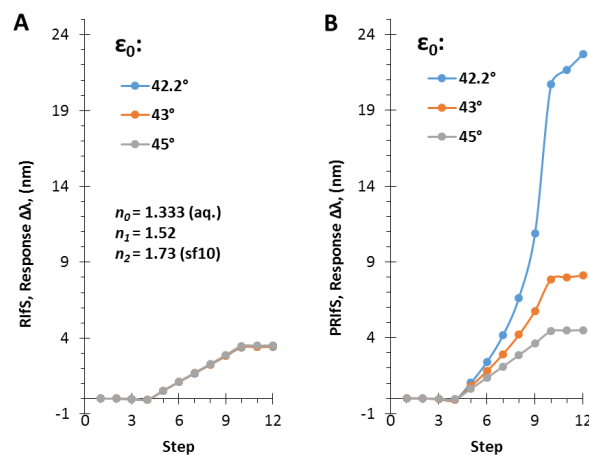 A
ε0:
42.2°
43°
45°
n0 = 1.333 (aq.)
n1 = 1.52
n2 = 1.73 (sf10)
RIfS, Response Δλ, (nm)
24
19
14
9
4
-1
0
3
6
9
12
Step
B
ε0:
42.2°
43°
45°
PRIfS, Response Δλ, (nm)
24
19
14
9
4
-1
0
3
6
9
12
Step